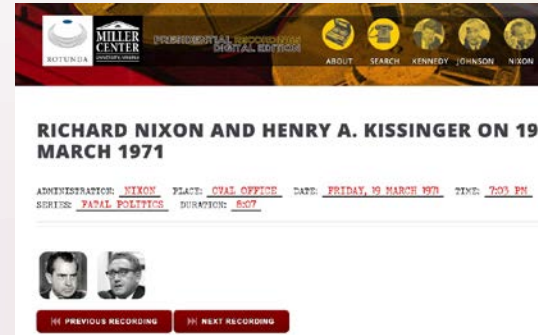 ROTUNDA
MILLER
CENTER
PRESIDENTIAL RECORDINGS
DIGITAL EDITION
ABOUT SEARCH KENNEDY JOHNSON NIXON
RICHARD NIXON AND HENRY A. KISSINGER ON 19
MARCH 1971
ADMINISTRATION: NIXON PLACE: OVAL OFFICE DATE: FRIDAY, 19 MARCH 1971 TIME: 7:03 PM
SERIES: FATAL POLITICS DURATION: 8:07
PREVIOUS RECORDING NEXT RECORDING